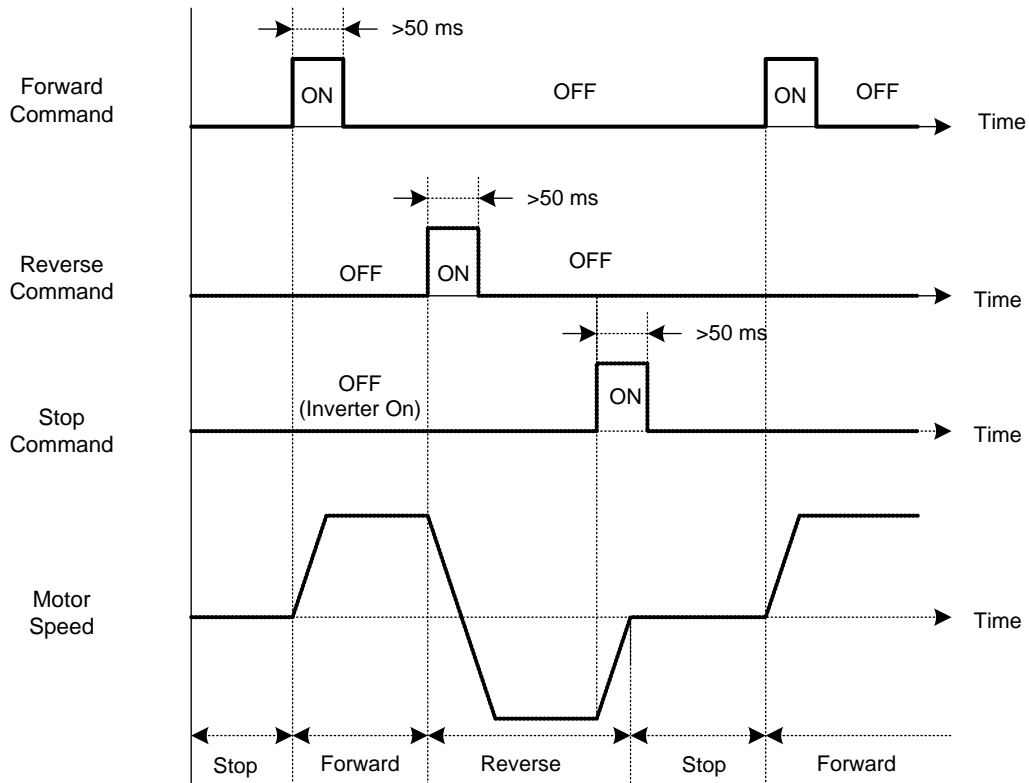 >50 ms
Forward
Command
ON
OFF
ON
OFF
Time
>50 ms
Reverse
Command
OFF
ON
OFF
Time
>50 ms
Stop
Command
OFF
(Inverter On)
ON
Time
Motor
Speed
Time
Stop
Forward
Reverse
Stop
Forward